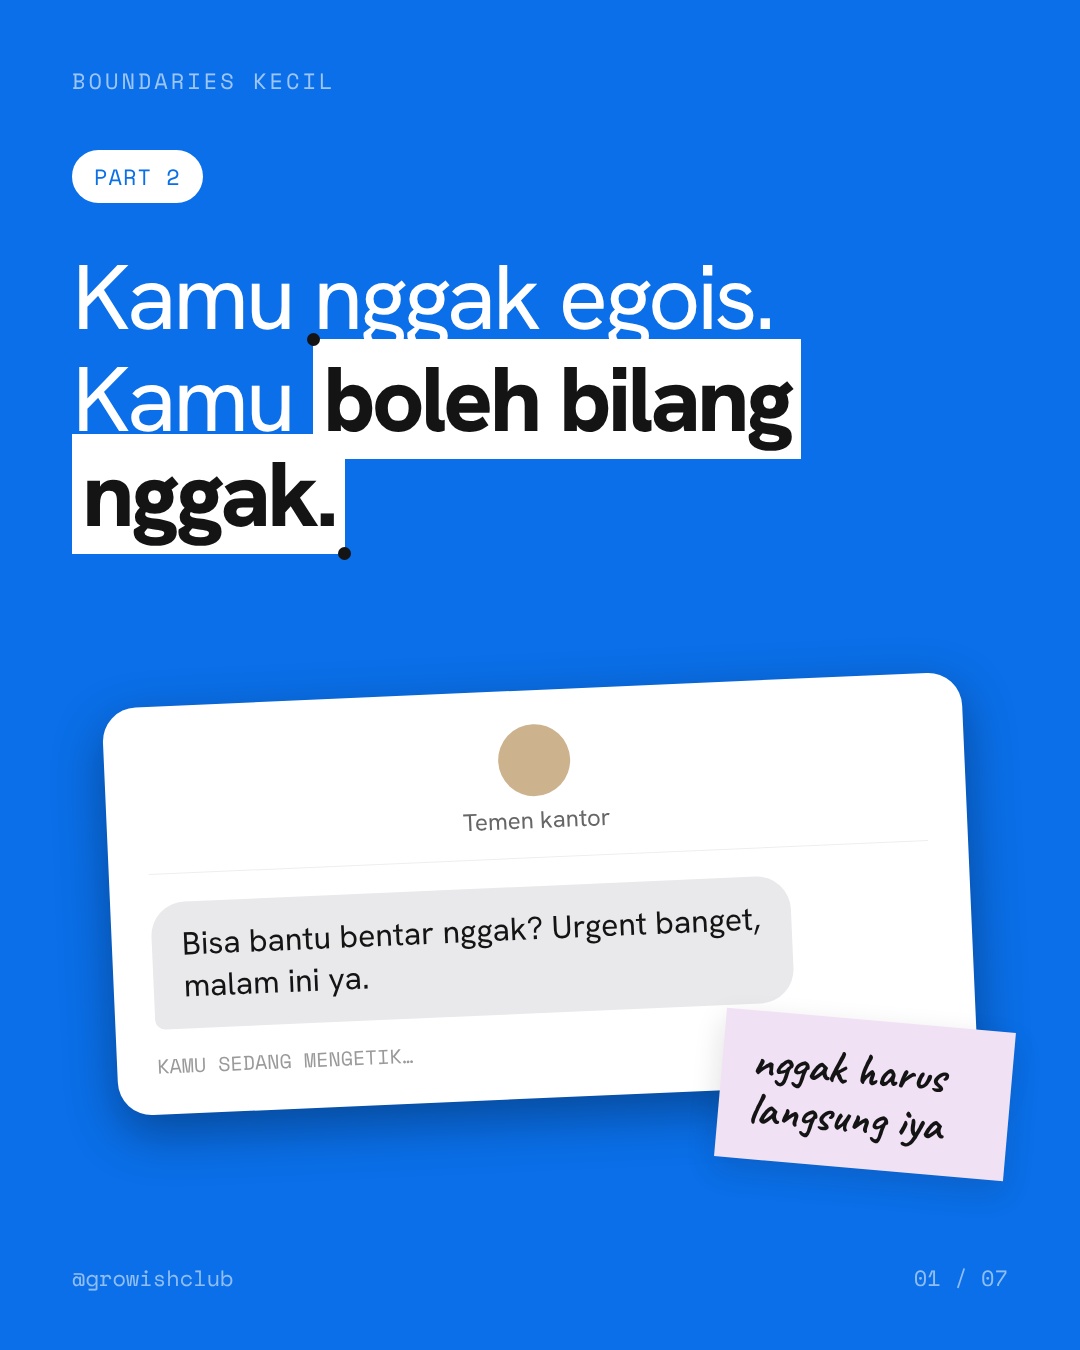 BOUNDARIES KECIL
PART 2
Kamu nggak egois.
Kamu boleh bilang
nggak.
Temen kantor
Bisa bantu bentar nggak? Urgent banget,
malam ini ya.
KAMU SEDANG MENGETIK…
nggak harus
langsung iya
@growishclub
01 / 07